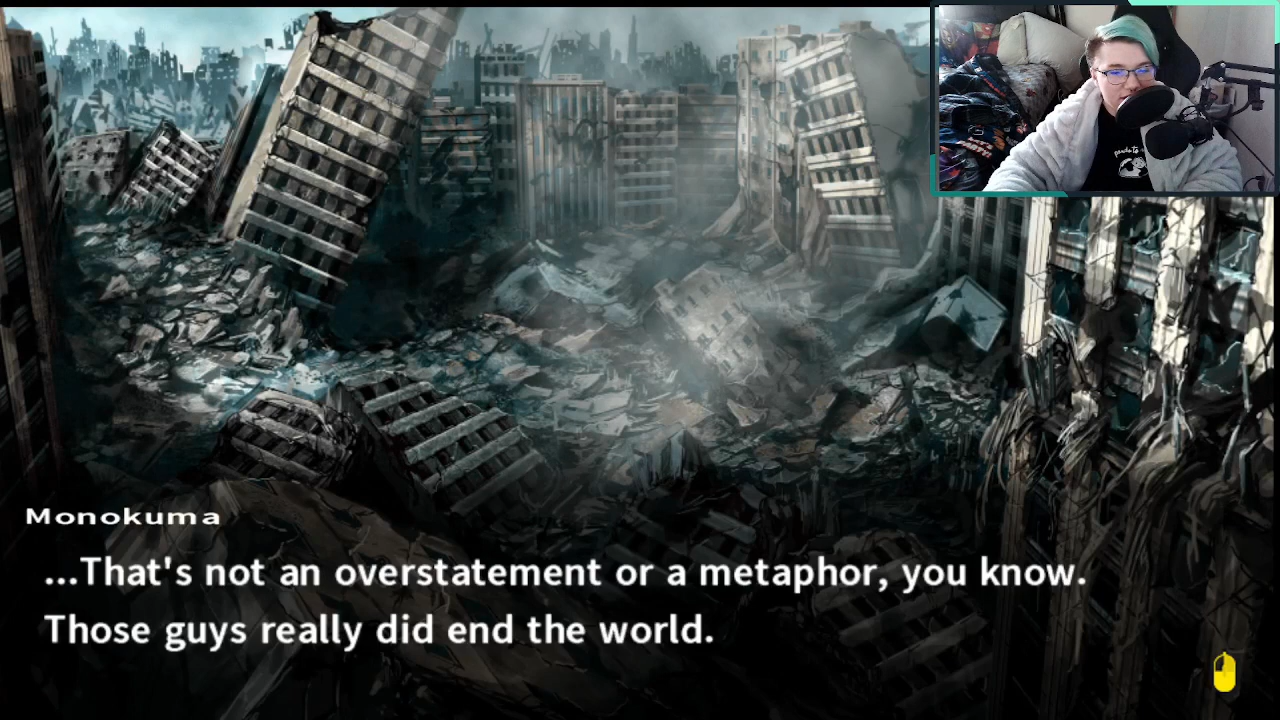 Monokuma
...That's not an overstatement or a metaphor, you know.
Those guys really did end the world.